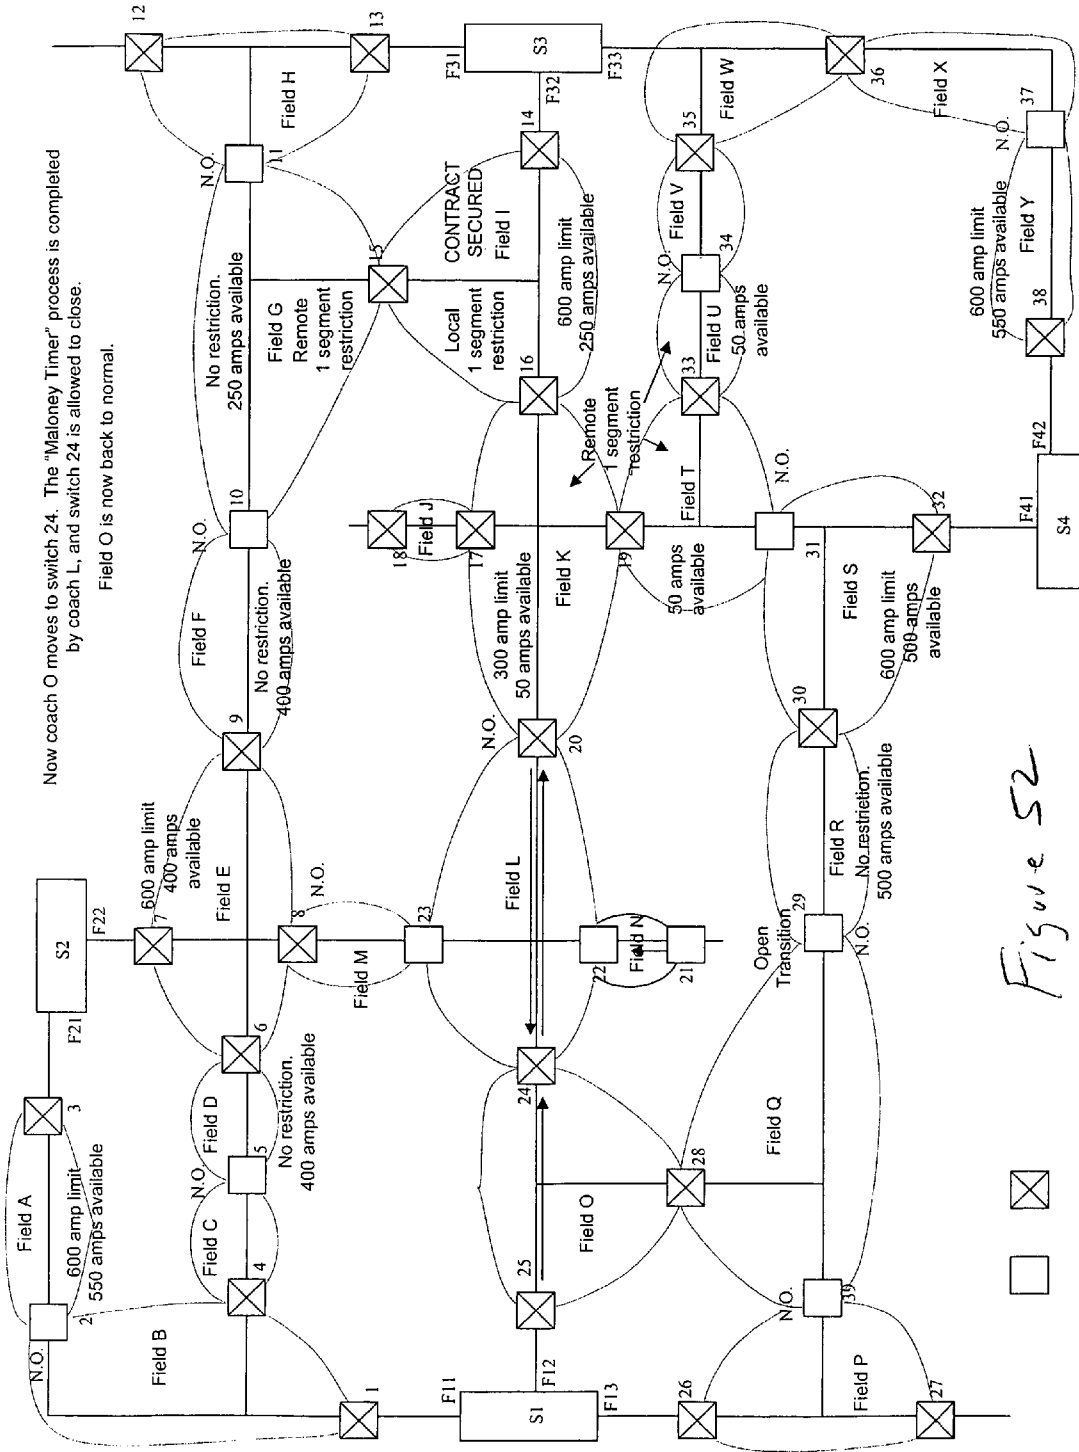 Now coach O moves to switch 24. The "Maloney Timer" process is completed
by coach L, and switch 24 is allowed to close.
Field O is now back to normal.
12
13
N.O.
11
Field H
F31
S3
F32
F33
14
No restriction.
250 amps available
Field G
Remote
1 segment
restriction
15
CONTRACT
SECURED
Field I
Local
1 segment
restriction
600 amp limit
250 amps available
16
N.O.
10
Field F
No restriction.
400 amps available
9
18
Field J
17
Remote
1 segment
restriction
19
Field K
300 amp limit
50 amps available
N.O.
20
50 amps
available
Field T
33
Field U
50 amps
available
N.O.
34
Field V
35
Field W
36
Field X
N.O.
37
Field Y
600 amp limit
550 amps available
38
F42
F41
S4
N.O.
31
32
Field S
600 amp limit
500 amps
available
30
Field R
No restriction.
500 amps available
Open
Transition
29
N.O.
S2
F22
F21
7
600 amp limit
400 amps
available
Field E
8
N.O.
Field M
23
Field L
22
Field N
21
24
6
Field D
No restriction.
400 amps available
N.O.
5
Field C
4
3
Field A
600 amp limit
550 amps available
N.O.
2
Field B
1
F11
S1
F12
F13
25
Field O
28
Field Q
N.O.
39
26
Field P
27
Figure 52